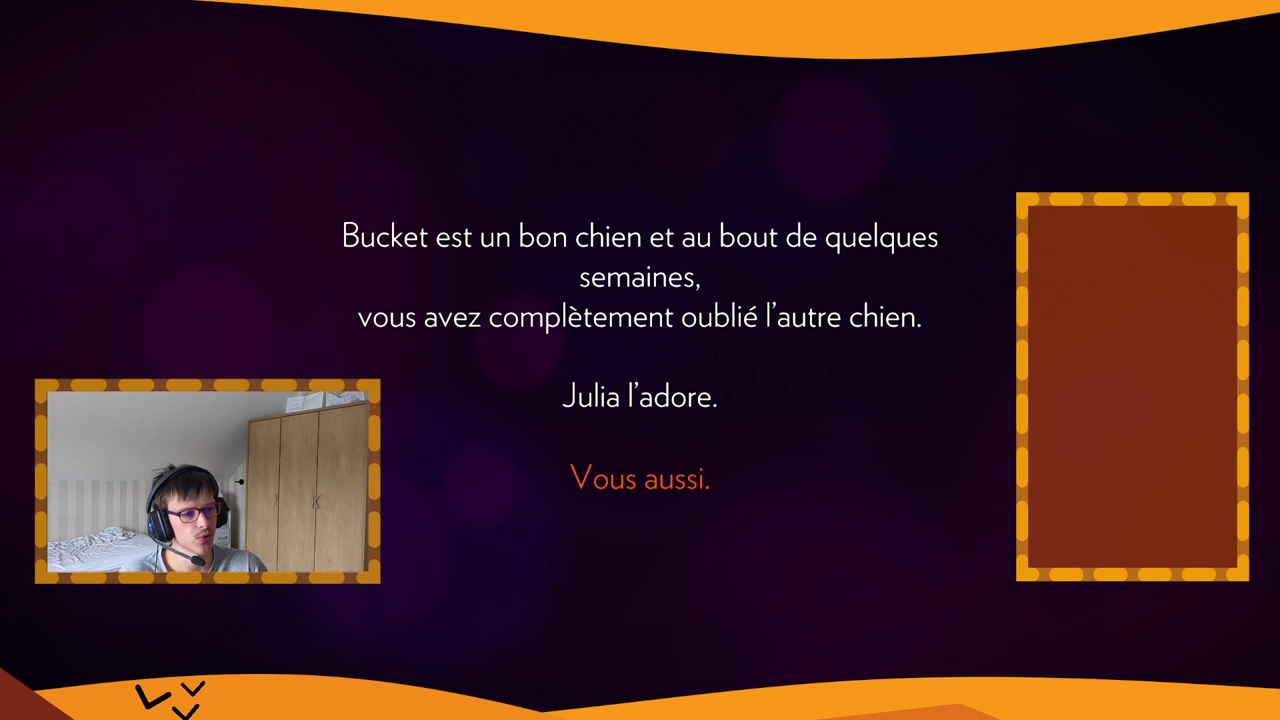 Bucket est un bon chien et au bout de quelques
semaines,
vous avez complètement oublié l’autre chien.
Julia l’adore.
Vous aussi.